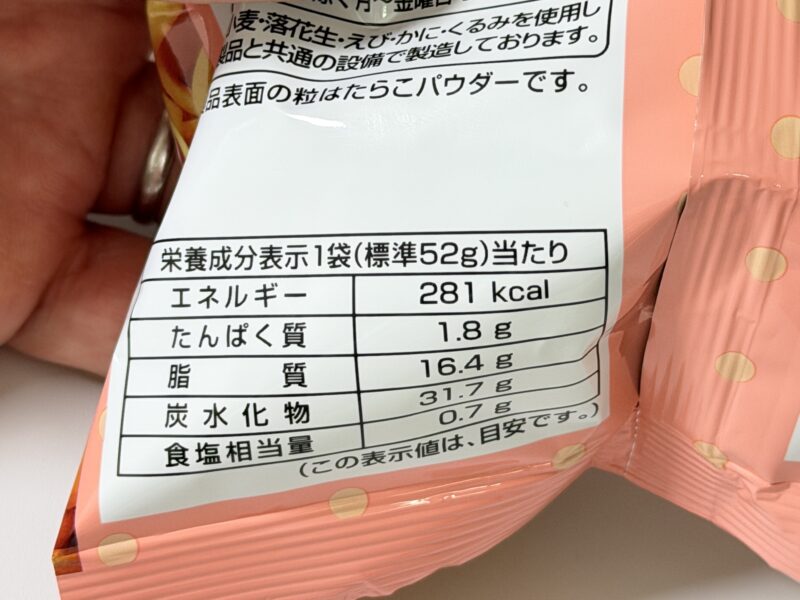 月～金曜日
小麦・落花生・えび・かに・くるみを使用し
製品と共通の設備で製造しております。
品表面の粒はたらこパウダーです。
栄養成分表示1袋(標準52g)当たり
エネルギー 281 kcal
たんぱく質 1.8 g
脂質 16.4 g
炭水化物 31.7 g
食塩相当量 0.7 g
(この表示値は、目安です。)